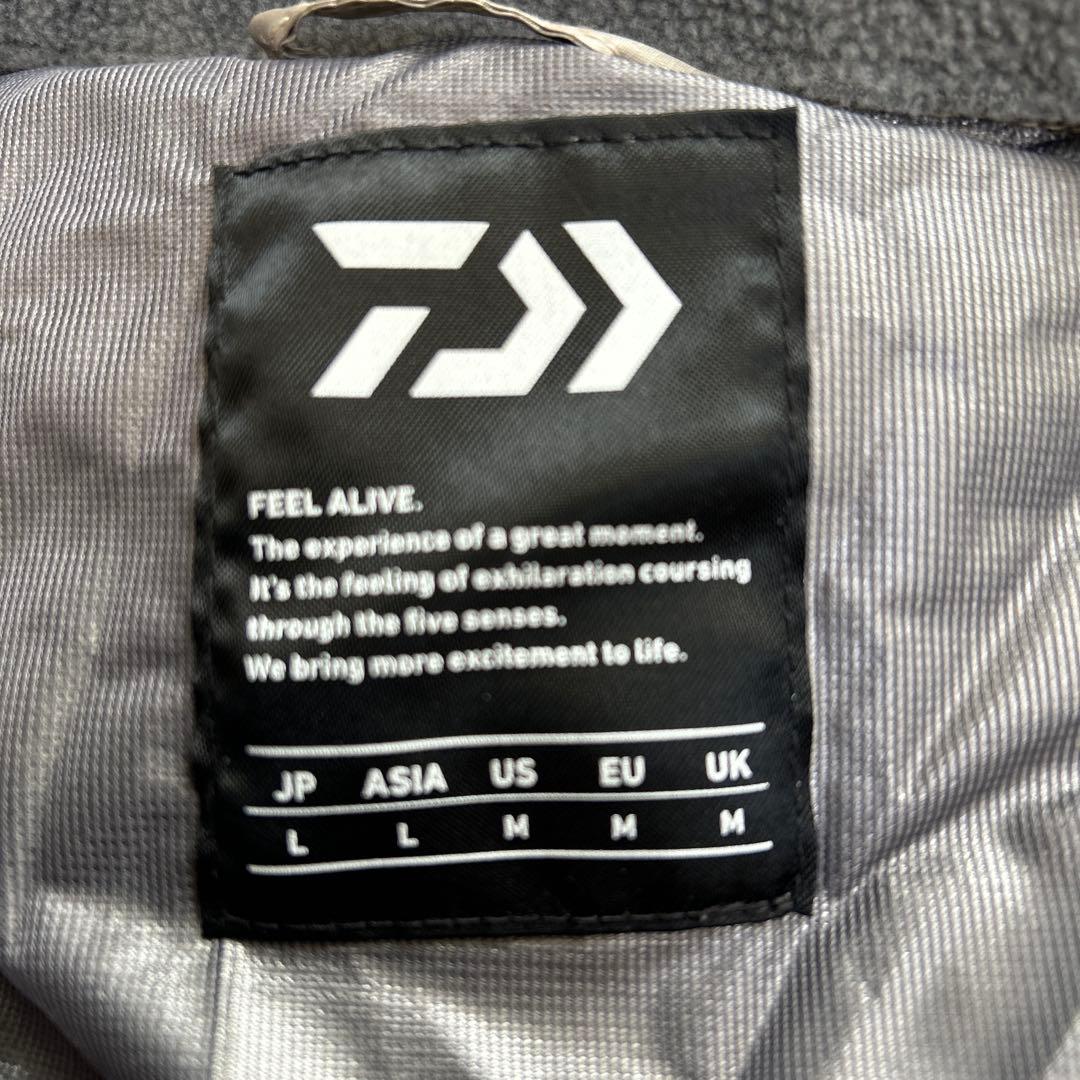 FEEL ALIVE.
The experience of a great moment.
It's the feeling of exhilaration coursing
through the five senses.
We bring more excitement to life.
JP ASIA US EU UK
L L M M M